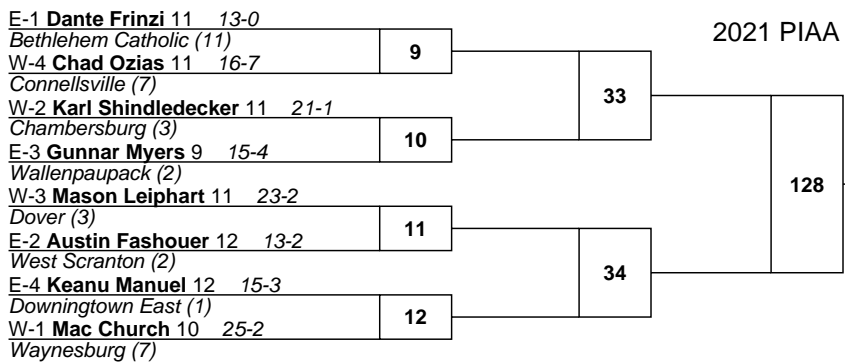 E-1 Dante Frinzi 11 13-0
2021 PIAA
Bethlehem Catholic (11)
9
W-4 Chad Ozias 11 16-7
Connellsville (7)
33
W-2 Karl Shindledecker 11 21-1
Chambersburg (3)
10
E-3 Gunnar Myers 9 15-4
Wallenpaupack (2)
128
W-3 Mason Leiphart 11 23-2
Dover (3)
11
E-2 Austin Fashouer 12 13-2
West Scranton (2)
34
E-4 Keanu Manuel 12 15-3
Downingtown East (1)
12
W-1 Mac Church 10 25-2
Waynesburg (7)